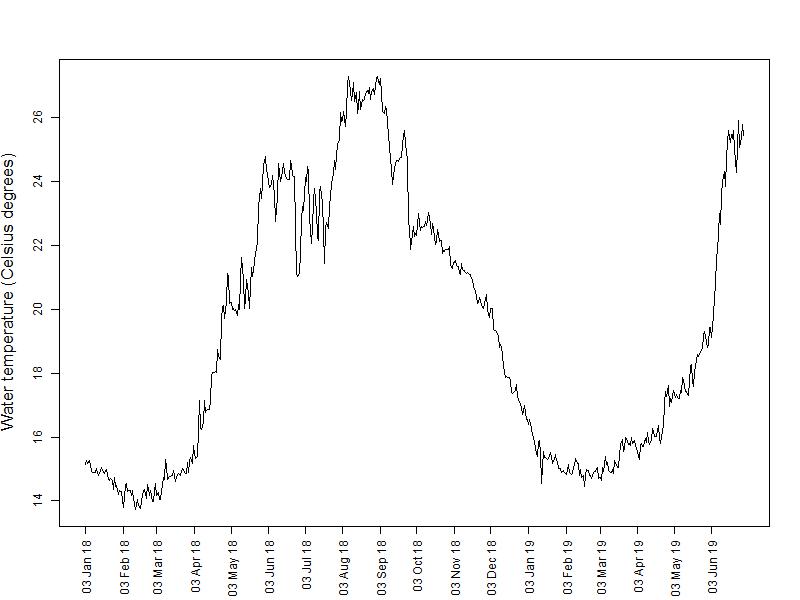 Water temperature (Celsius degrees)
26
24
22
20
18
16
14
03 Jan 18
03 Feb 18
03 Mar 18
03 Apr 18
03 May 18
03 Jun 18
03 Jul 18
03 Aug 18
03 Sep 18
03 Oct 18
03 Nov 18
03 Dec 18
03 Jan 19
03 Feb 19
03 Mar 19
03 Apr 19
03 May 19
03 Jun 19